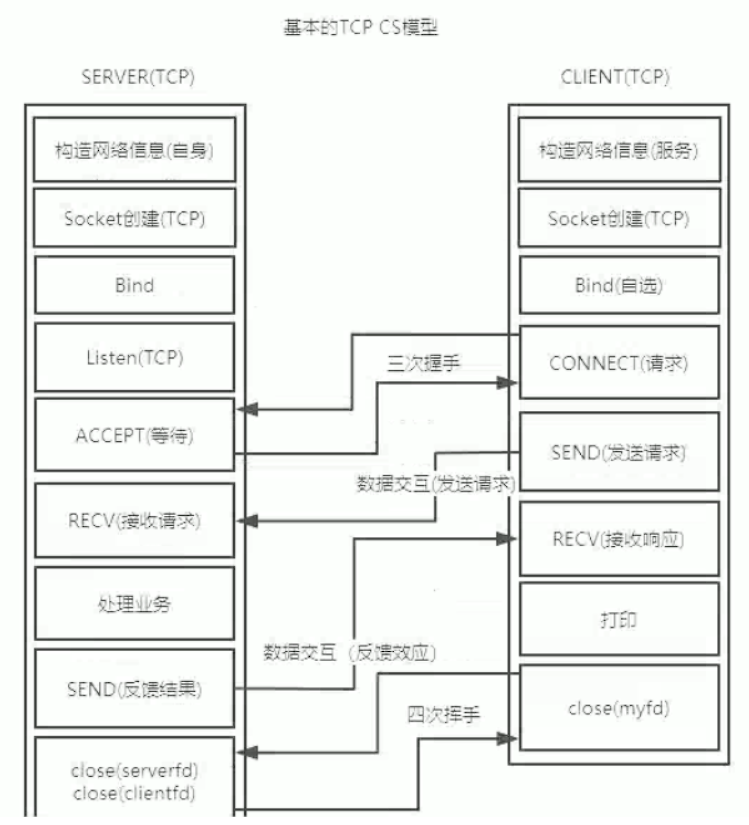 基本的TCP CS模型
SERVER(TCP)
CLIENT(TCP)
构造网络信息(自身)
Socket创建(TCP)
Bind
Listen(TCP)
ACCEPT(等待)
RECV(接收请求)
处理业务
SEND(反馈结果)
close(serverfd)
close(clientfd)
三次握手
数据交互(发送请求)
数据交互（反馈效应)
四次挥手
构造网络信息(服务)
Socket创建(TCP)
Bind(自选)
CONNECT(请求)
SEND(发送请求)
RECV(接收响应)
打印
close(myfd)